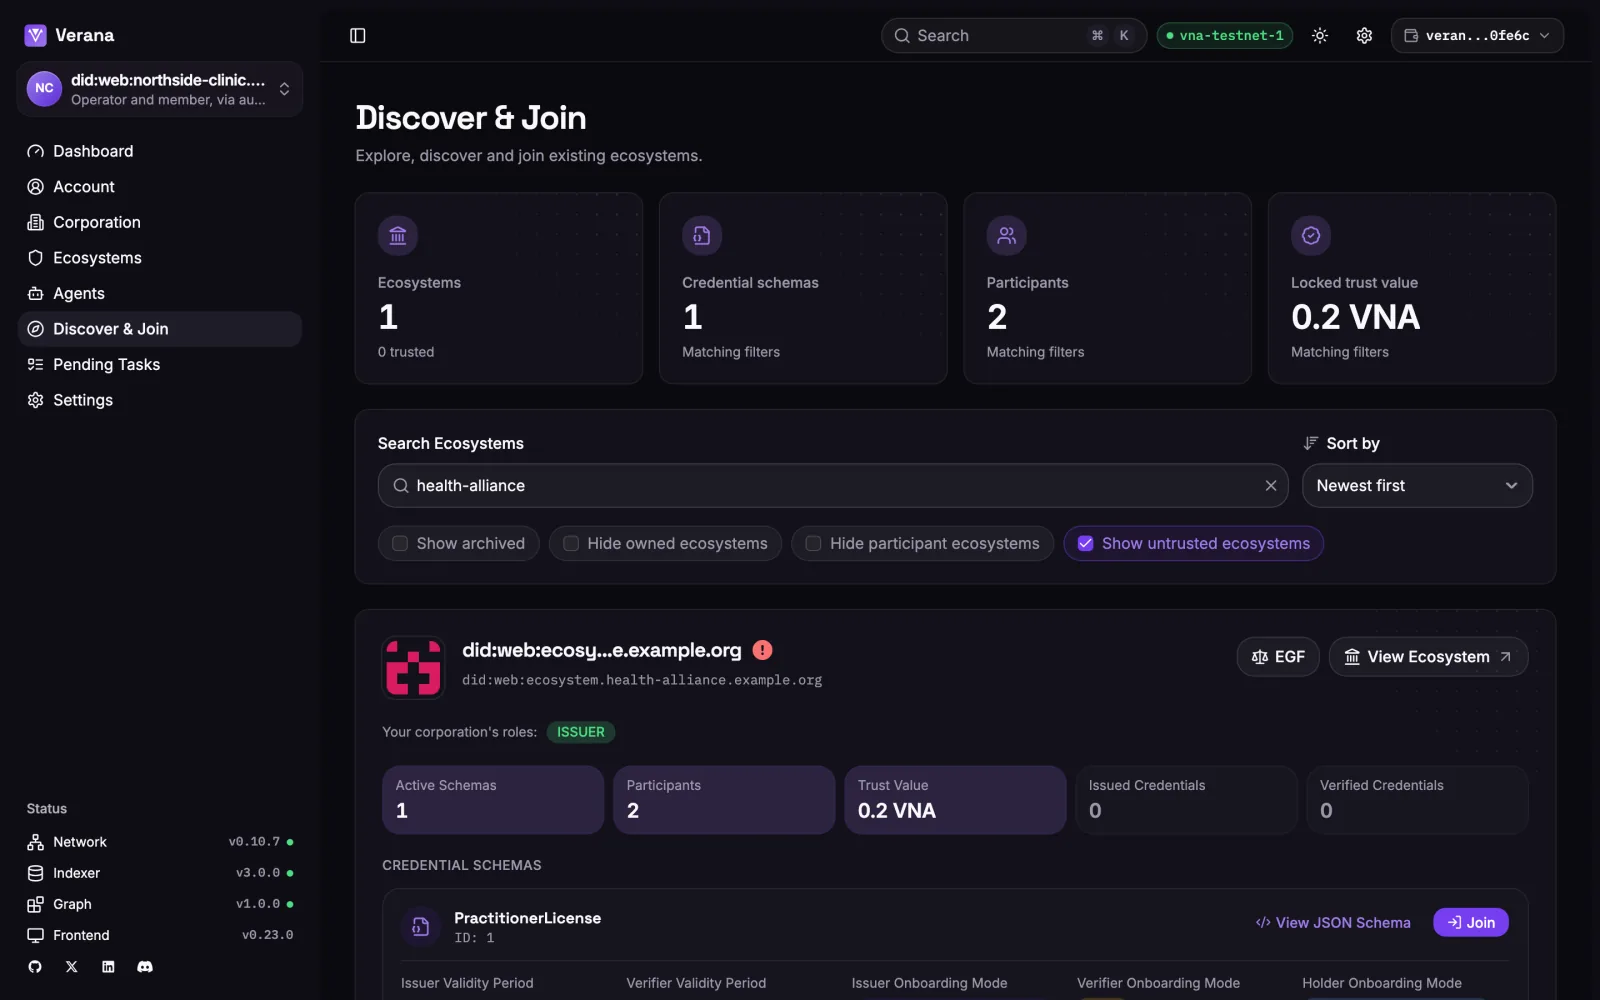 Verana
NC
did:web:northside-clinic....
Operator and member, via au...
Dashboard
Account
Corporation
Ecosystems
Agents
Discover & Join
Pending Tasks
Settings
Status
Network v0.10.7
Indexer v3.0.0
Graph v1.0.0
Frontend v0.23.0
Search ⌘ K
vna-testnet-1
veran...0fe6c
Discover & Join
Explore, discover and join existing ecosystems.
Ecosystems
1
0 trusted
Credential schemas
1
Matching filters
Participants
2
Matching filters
Locked trust value
0.2 VNA
Matching filters
Search Ecosystems
health-alliance
Sort by
Newest first
Show archived
Hide owned ecosystems
Hide participant ecosystems
Show untrusted ecosystems
did:web:ecosy...e.example.org
did:web:ecosystem.health-alliance.example.org
EGF
View Ecosystem
Your corporation's roles: ISSUER
Active Schemas
1
Participants
2
Trust Value
0.2 VNA
Issued Credentials
0
Verified Credentials
0
CREDENTIAL SCHEMAS
PractitionerLicense
ID: 1
View JSON Schema
Join
Issuer Validity Period
Verifier Validity Period
Issuer Onboarding Mode
Verifier Onboarding Mode
Holder Onboarding Mode